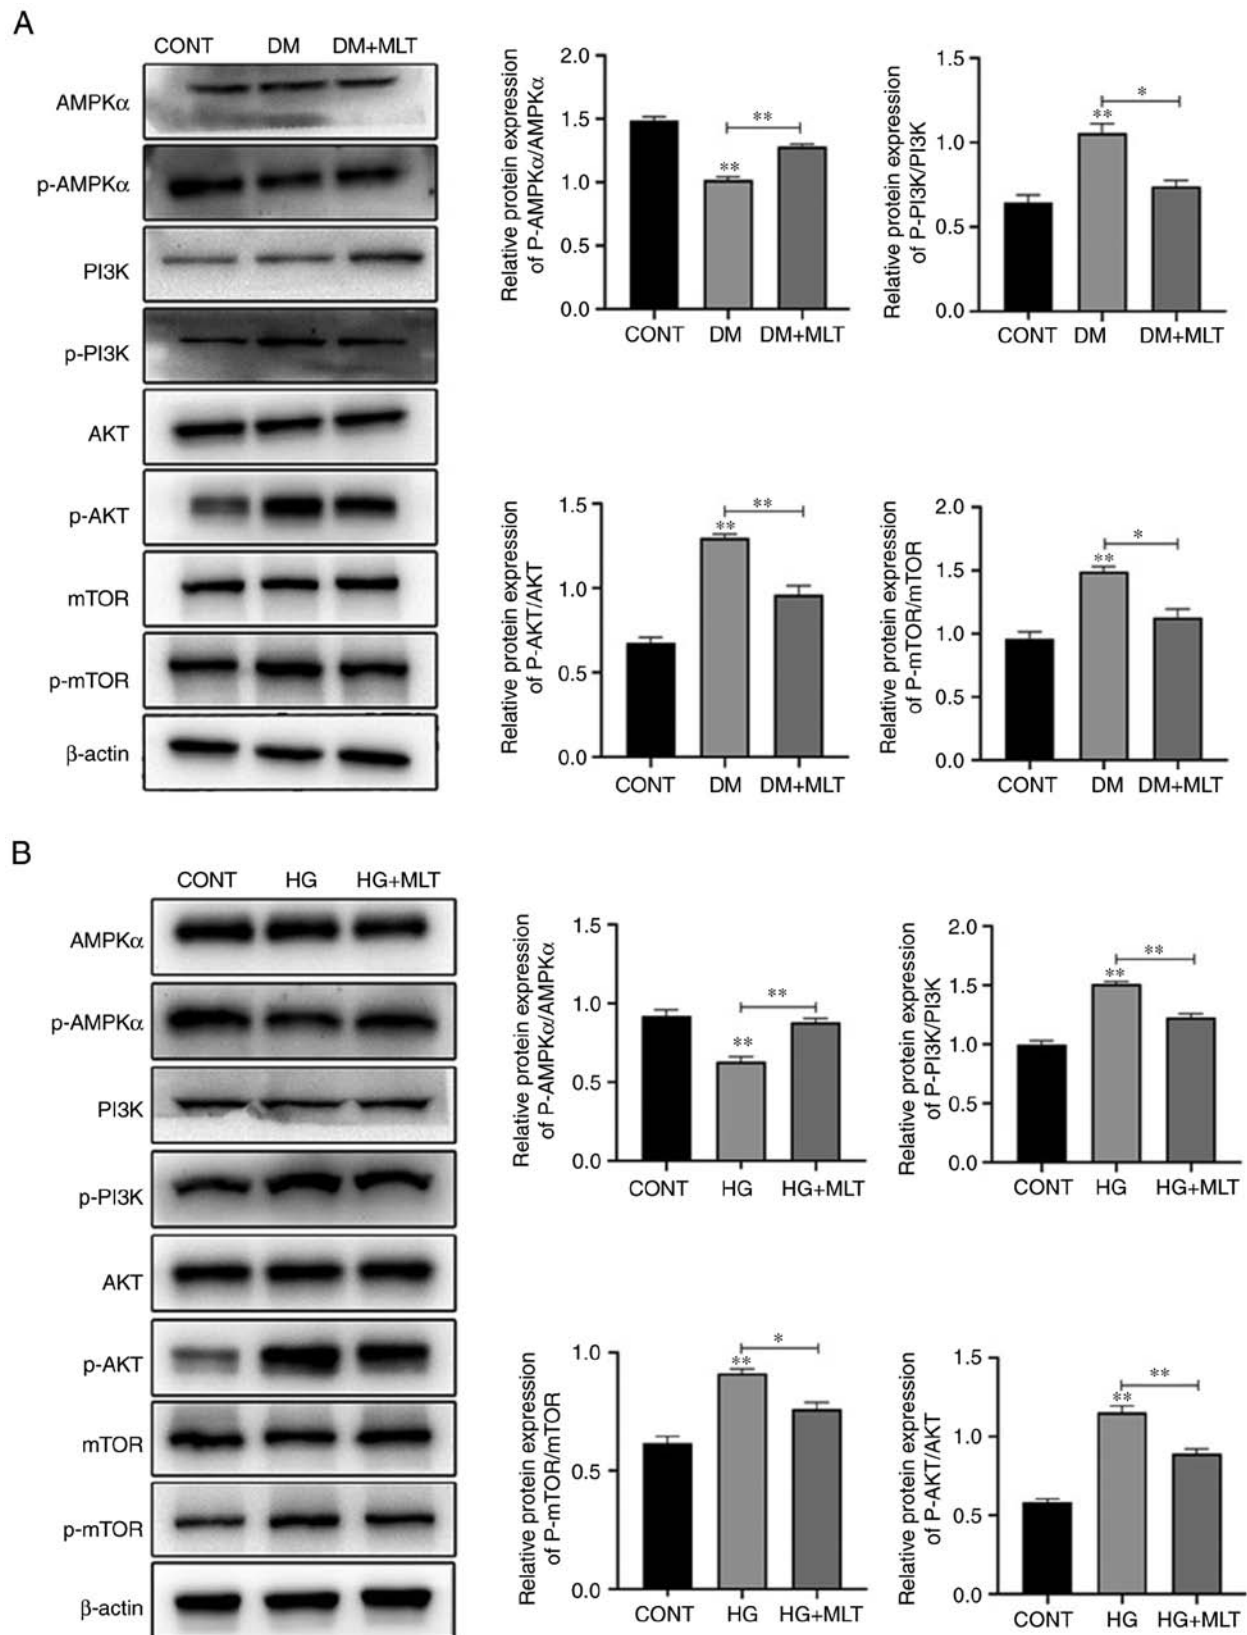 A
CONT DM DM+MLT
AMPKα
p-AMPKα
PI3K
p-PI3K
AKT
p-AKT
mTOR
p-mTOR
β-actin
Relative protein expression
of P-AMPKα/AMPKα
2.0
1.5
1.0
0.5
0.0
**
**
CONT DM DM+MLT
Relative protein expression
of P-PI3K/PI3K
1.5
1.0
0.5
0.0
*
**
CONT DM DM+MLT
Relative protein expression
of P-AKT/AKT
1.5
1.0
0.5
0.0
**
**
CONT DM DM+MLT
Relative protein expression
of P-mTOR/mTOR
2.0
1.5
1.0
0.5
0.0
*
**
CONT DM DM+MLT
B
CONT HG HG+MLT
AMPKα
p-AMPKα
PI3K
p-PI3K
AKT
p-AKT
mTOR
p-mTOR
β-actin
Relative protein expression
of P-AMPKα/AMPKα
1.5
1.0
0.5
0.0
**
**
CONT HG HG+MLT
Relative protein expression
of P-PI3K/PI3K
2.0
1.5
1.0
0.5
0.0
**
**
CONT HG HG+MLT
Relative protein expression
of P-mTOR/mTOR
1.0
0.5
0.0
*
**
CONT HG HG+MLT
Relative protein expression
of P-AKT/AKT
1.5
1.0
0.5
0.0
**
**
CONT HG HG+MLT